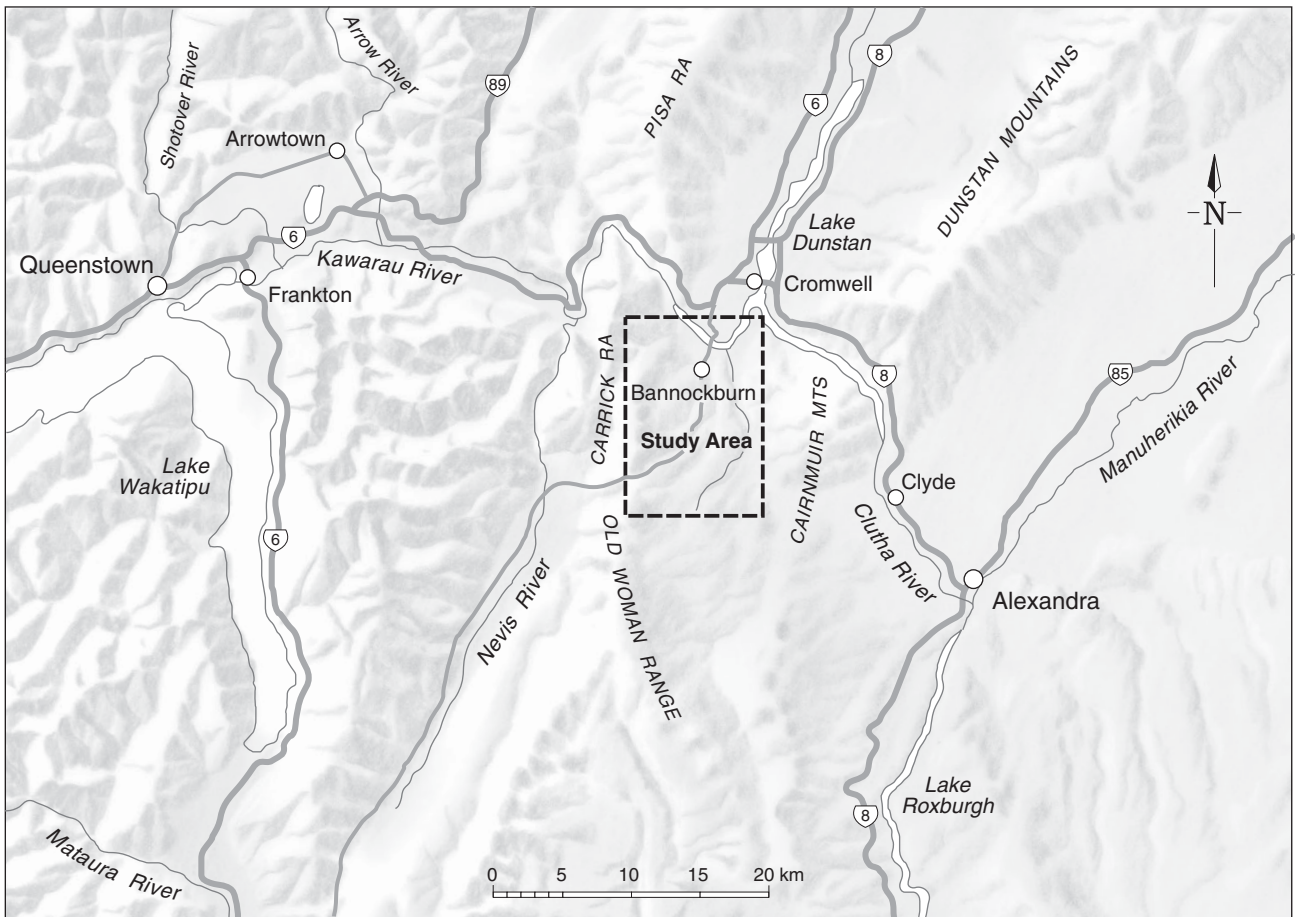 Shotover River
Arrow River
89
PISA RA
6
8
DUNSTAN MOUNTAINS
Arrowtown
N
Lake
Dunstan
6
Queenstown
Kawarau River
Frankton
Cromwell
CARRICK RA
Bannockburn
Study Area
CAIRNMUIR MTS
8
85
Manuherikia River
Lake
Wakatipu
Clyde
Clutha River
6
OLD WOMAN RANGE
Nevis River
Alexandra
Lake
Roxburgh
8
Mataura River
0 5 10 15 20 km